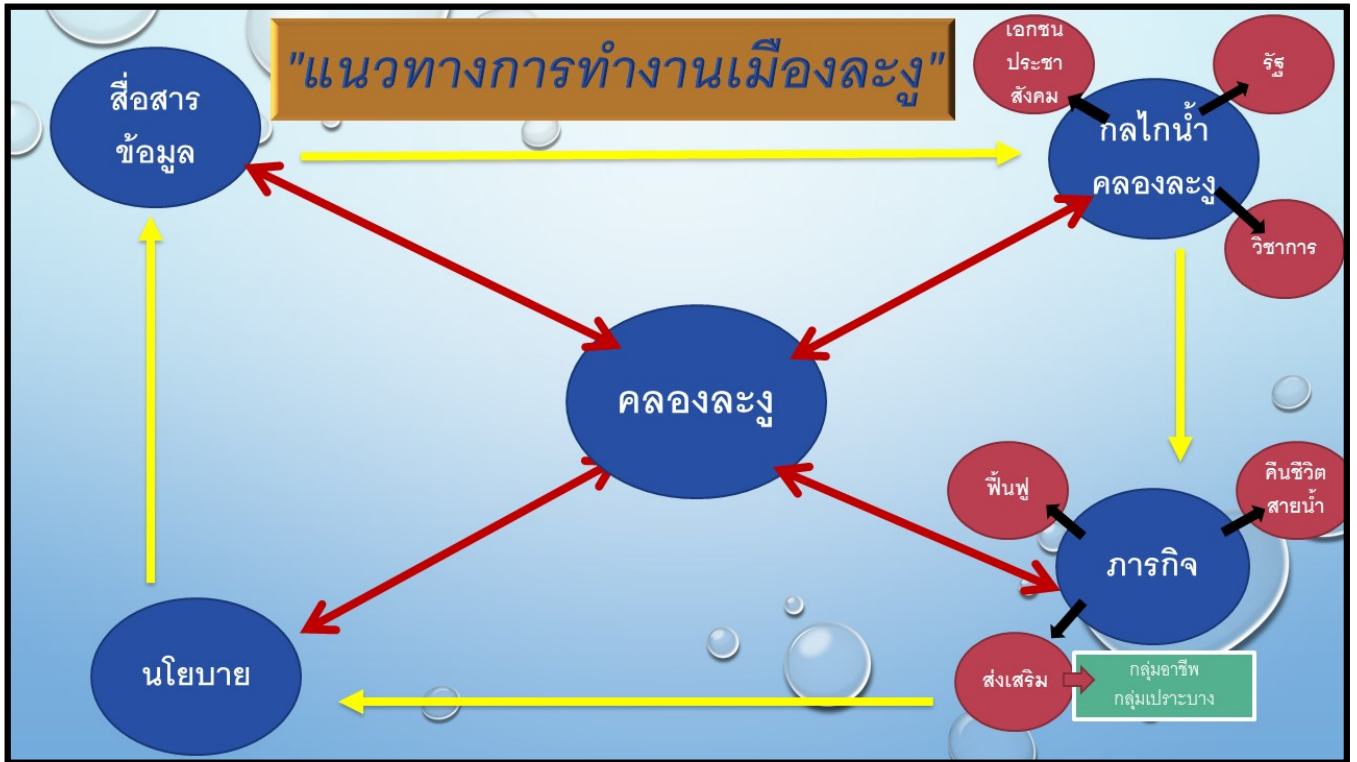 "แนวทางการทำงานเมืองละงู"
สื่อสาร
ข้อมูล
เอกชน
ประชา
สังคม
รัฐ
กลไกน้ำ
คลองละงู
วิชาการ
คลองละงู
ฟื้นฟู
คืนชีวิต
สายน้ำ
ภารกิจ
นโยบาย
ส่งเสริม
กลุ่มอาชีพ
กลุ่มเปราะบาง